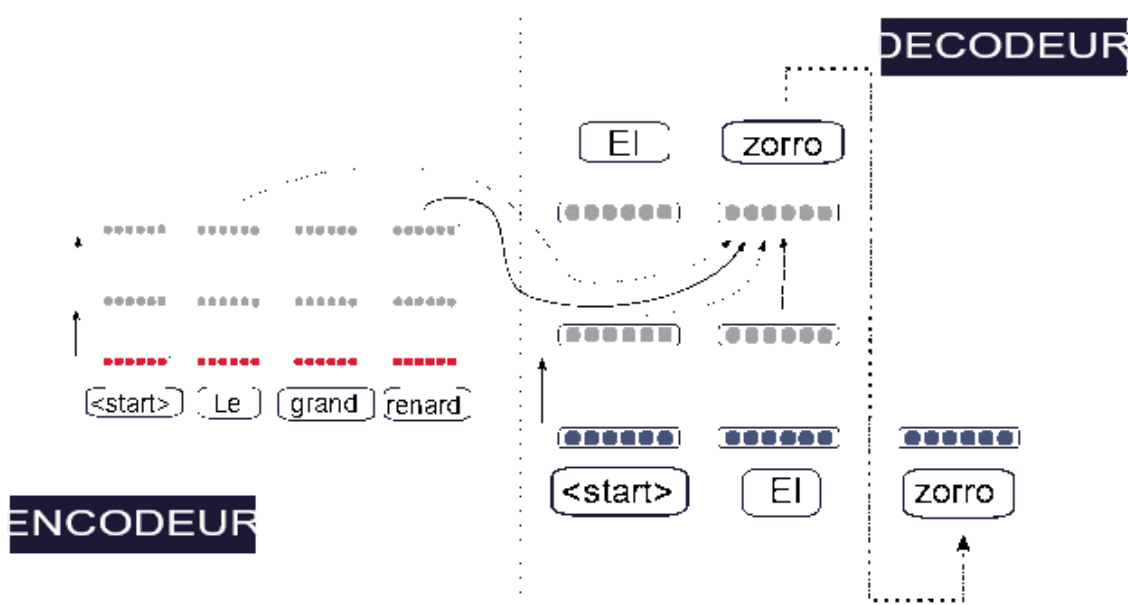 DECODEUR
El zorro
<start> Le grand renard
<start> El zorro
ENCODEUR